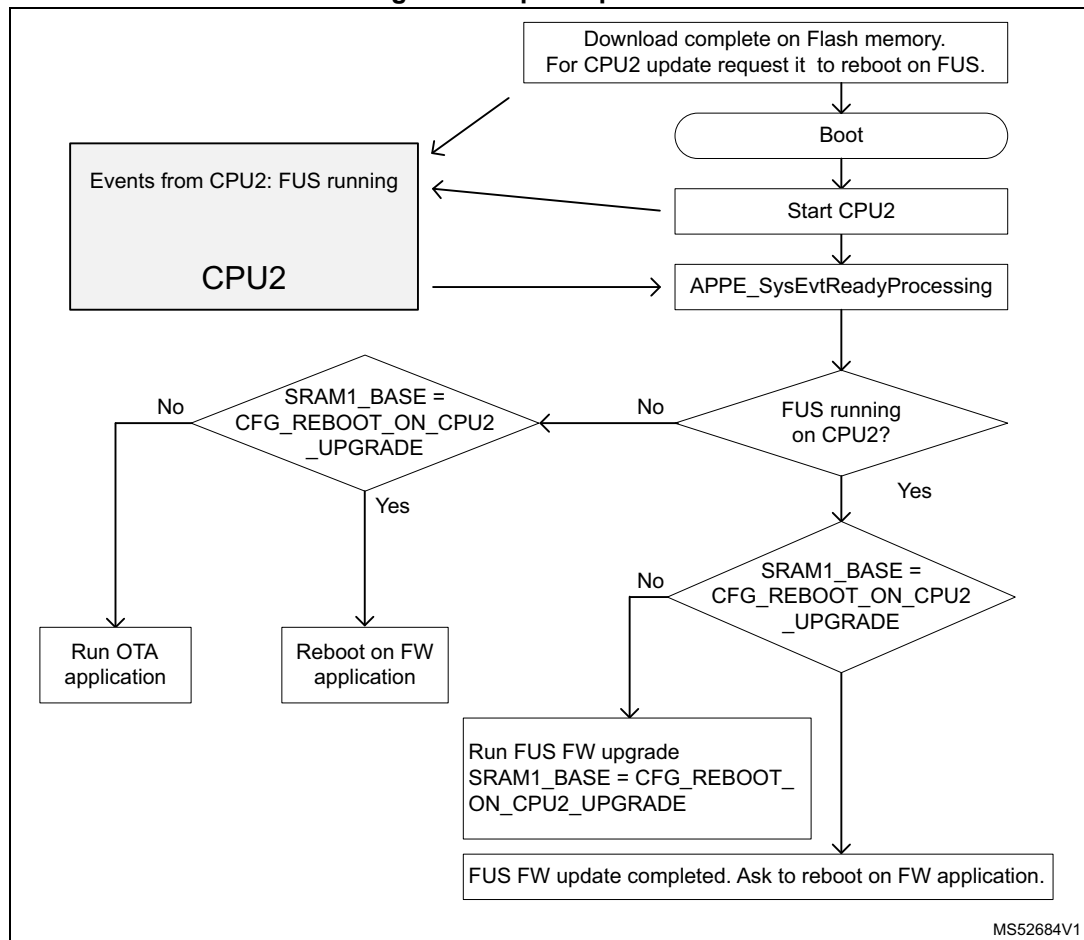 Download complete on Flash memory.
For CPU2 update request it to reboot on FUS.
Boot
Events from CPU2: FUS running
Start CPU2
CPU2
APPE_SysEvtReadyProcessing
No
SRAM1_BASE =
CFG_REBOOT_ON_CPU2
_UPGRADE
No
FUS running
on CPU2?
Yes
Yes
No
SRAM1_BASE =
CFG_REBOOT_ON_CPU2
_UPGRADE
Run OTA
application
Reboot on FW
application
Run FUS FW upgrade
SRAM1_BASE = CFG_REBOOT_
ON_CPU2_UPGRADE
FUS FW update completed. Ask to reboot on FW application.
MS52684V1